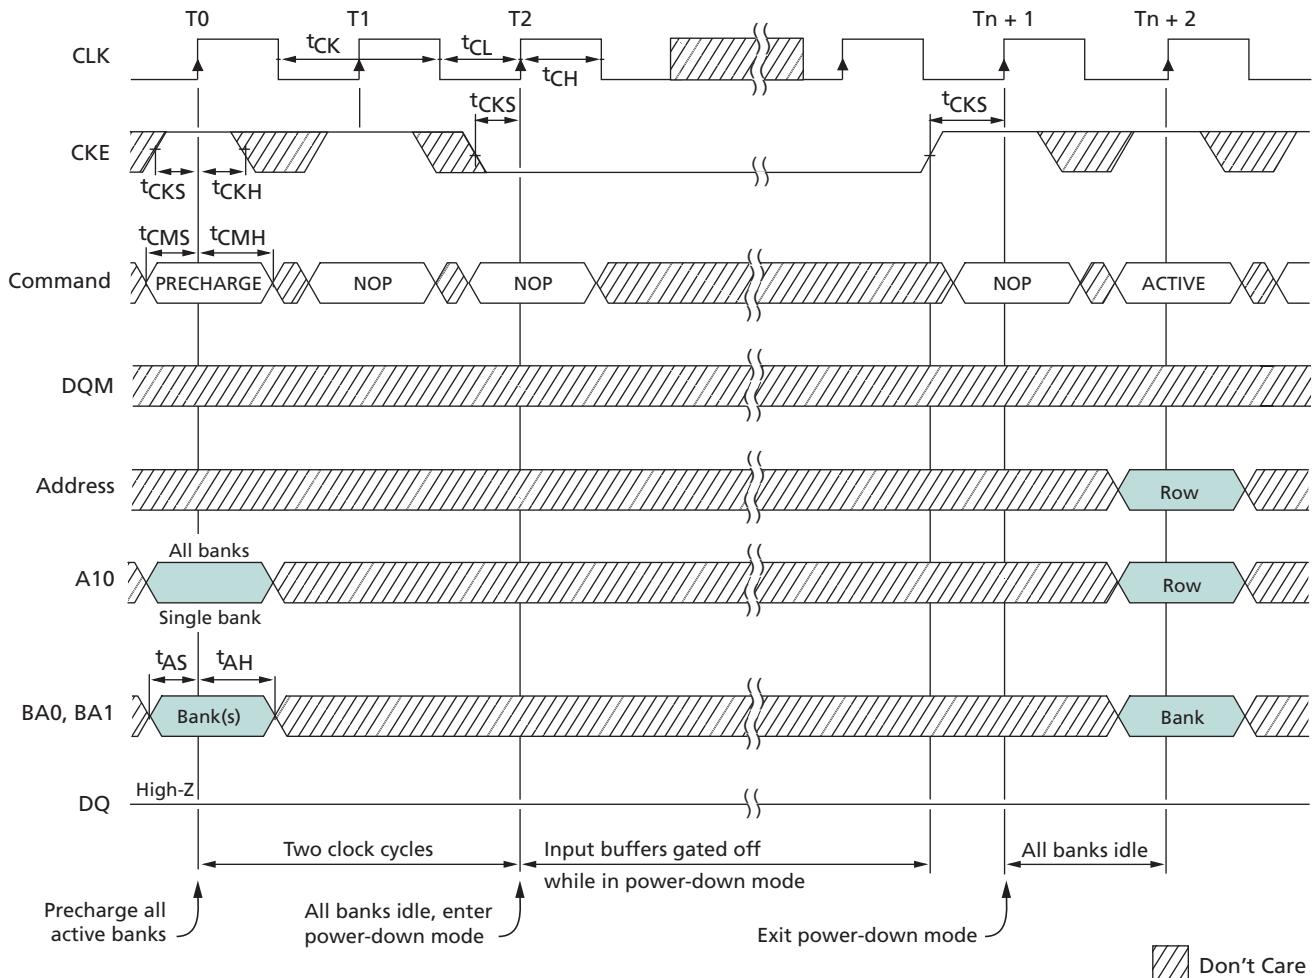 T0 T1 T2 Tn + 1 Tn + 2
CLK
tCK tCL
tCH
tCKS tCKS
CKE
tCKS tCKH
tCMS tCMH
Command PRECHARGE NOP NOP NOP ACTIVE
DQM
Address Row
All banks
A10 Row
Single bank
tAS tAH
BA0, BA1 Bank(s) Bank
High-Z
DQ
Two clock cycles Input buffers gated off All banks idle
while in power-down mode
Precharge all All banks idle, enter
active banks power-down mode Exit power-down mode
Don't Care